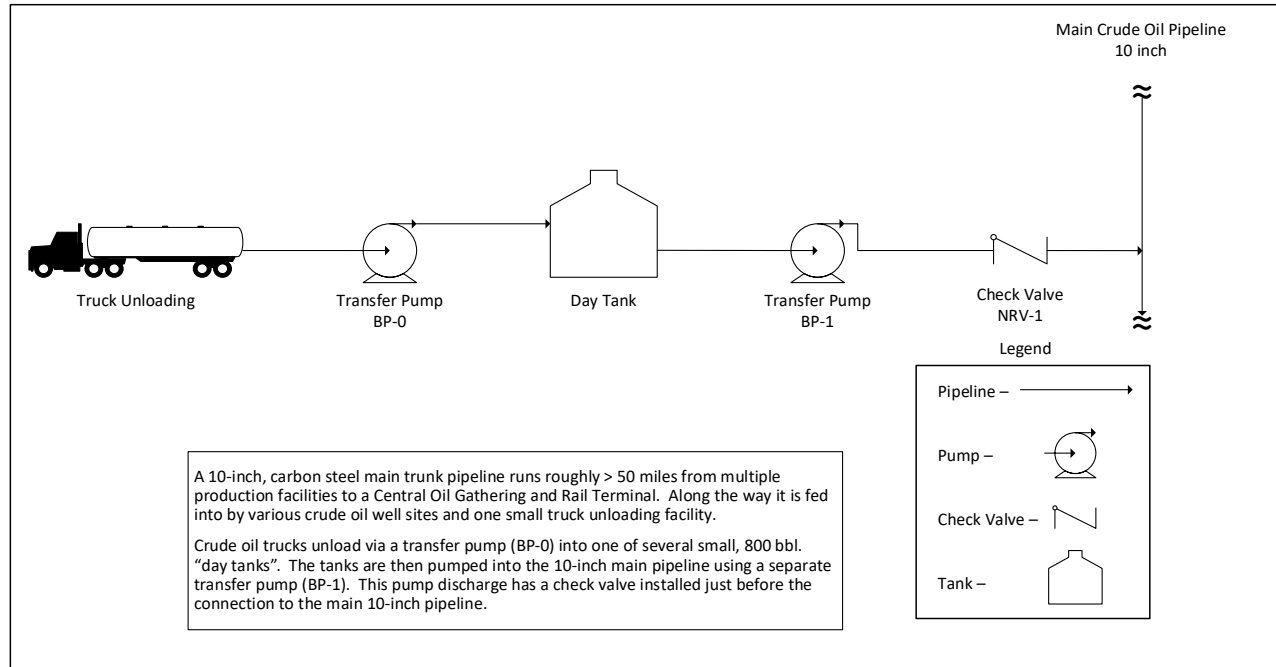 Main Crude Oil Pipeline
10 inch
Truck Unloading
Transfer Pump
BP-0
Day Tank
Transfer Pump
BP-1
Check Valve
NRV-1
Legend
Pipeline –
Pump –
Check Valve –
Tank –
A 10-inch, carbon steel main trunk pipeline runs roughly > 50 miles from multiple
production facilities to a Central Oil Gathering and Rail Terminal.  Along the way it is fed
into by various crude oil well sites and one small truck unloading facility.
Crude oil trucks unload via a transfer pump (BP-0) into one of several small, 800 bbl.
“day tanks”.  The tanks are then pumped into the 10-inch main pipeline using a separate
transfer pump (BP-1).  This pump discharge has a check valve installed just before the
connection to the main 10-inch pipeline.